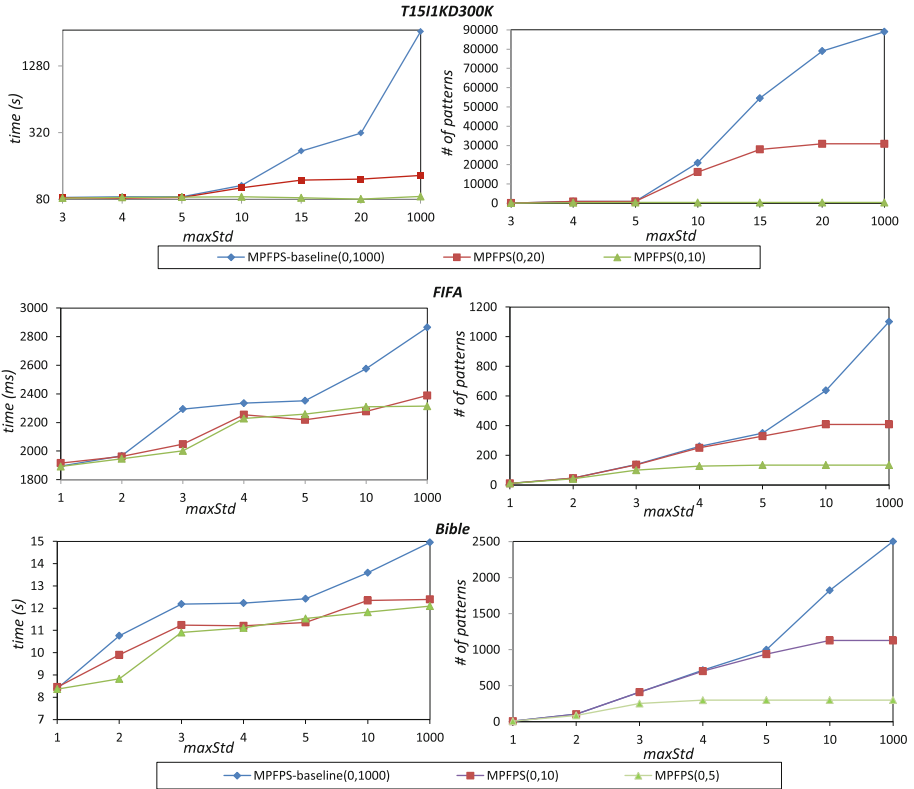 T15I1KD300K
time (s)
1280
320
80
3 4 5 10 15 20 1000
maxStd
# of patterns
90000
80000
70000
60000
50000
40000
30000
20000
10000
0
3 4 5 10 15 20 1000
maxStd
MPFPS-baseline(0,1000) MPFPS(0,20) MPFPS(0,10)
FIFA
time (ms)
3000
2800
2600
2400
2200
2000
1800
1 2 3 4 5 10 1000
maxStd
# of patterns
1200
1000
800
600
400
200
0
1 2 3 4 5 10 1000
maxStd
Bible
time (s)
15
14
13
12
11
10
9
8
7
1 2 3 4 5 10 1000
maxStd
# of patterns
2500
2000
1500
1000
500
0
1 2 3 4 5 10 1000
maxStd
MPFPS-baseline(0,1000) MPFPS(0,10) MPFPS(0,5)